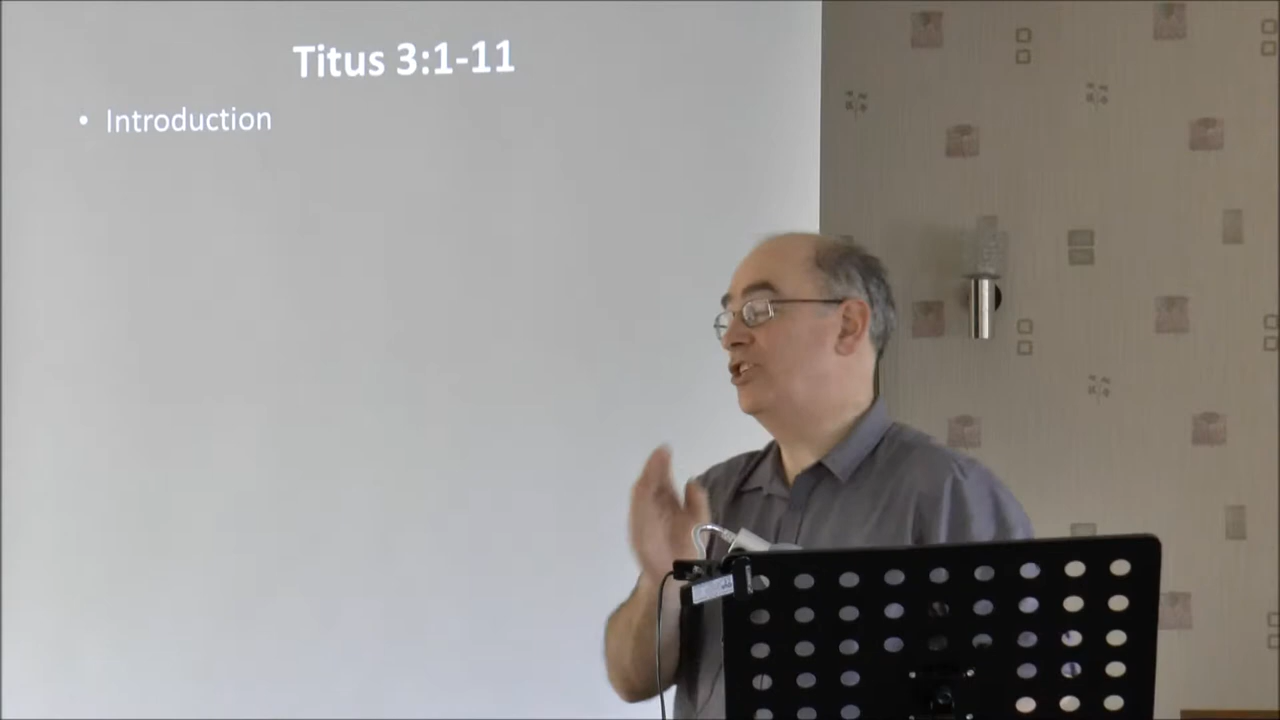 Titus 3:1-11
• Introduction